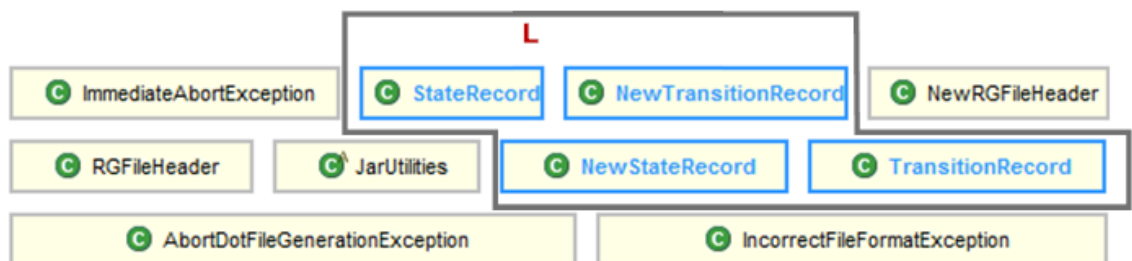 L
ImmediateAbortException StateRecord NewTransitionRecord NewRGFileHeader
RGFileHeader JarUtilities NewStateRecord TransitionRecord
AbortDotFileGenerationException IncorrectFileFormatException